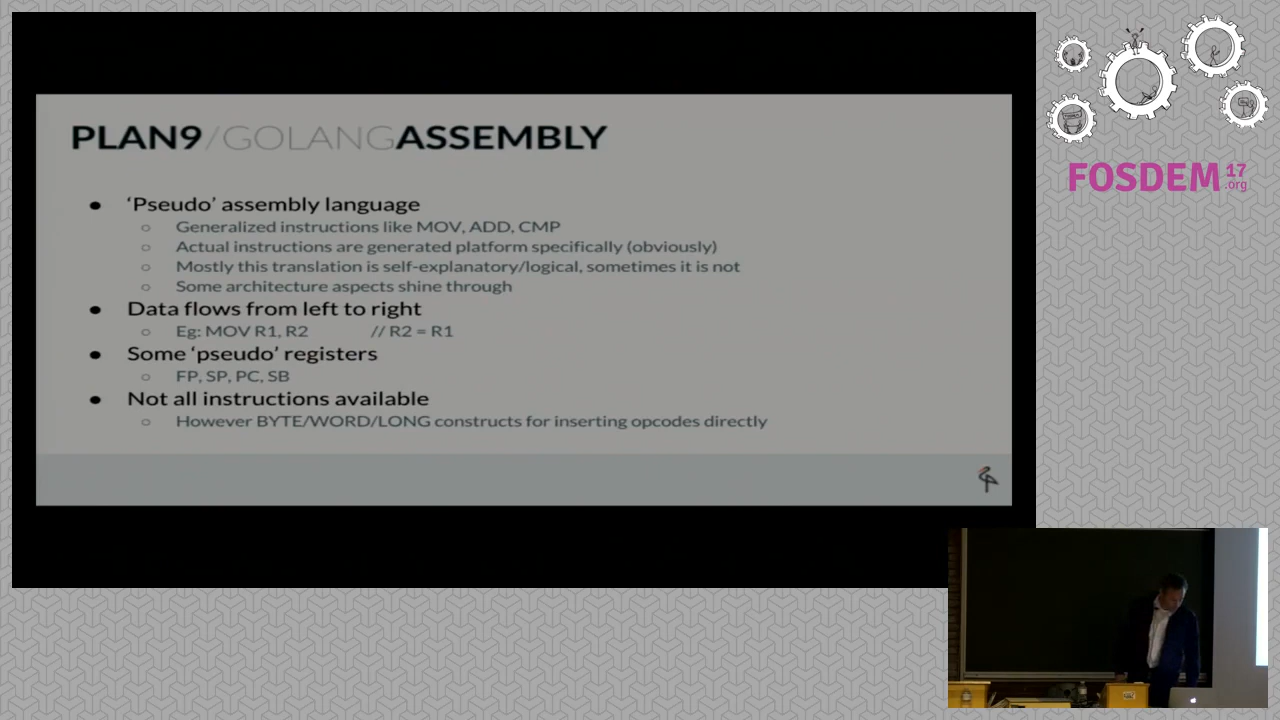 PLAN9/GOLANGASSEMBLY
● ‘Pseudo’ assembly language
○ Generalized instructions like MOV, ADD, CMP
○ Actual instructions are generated platform specifically (obviously)
○ Mostly this translation is self-explanatory/logical, sometimes it is not
○ Some architecture aspects shine through
● Data flows from left to right
○ Eg: MOV R1, R2 // R2 = R1
● Some ‘pseudo’ registers
○ FP, SP, PC, SB
● Not all instructions available
○ However BYTE/WORD/LONG constructs for inserting opcodes directly
FOSDEM 17 .org